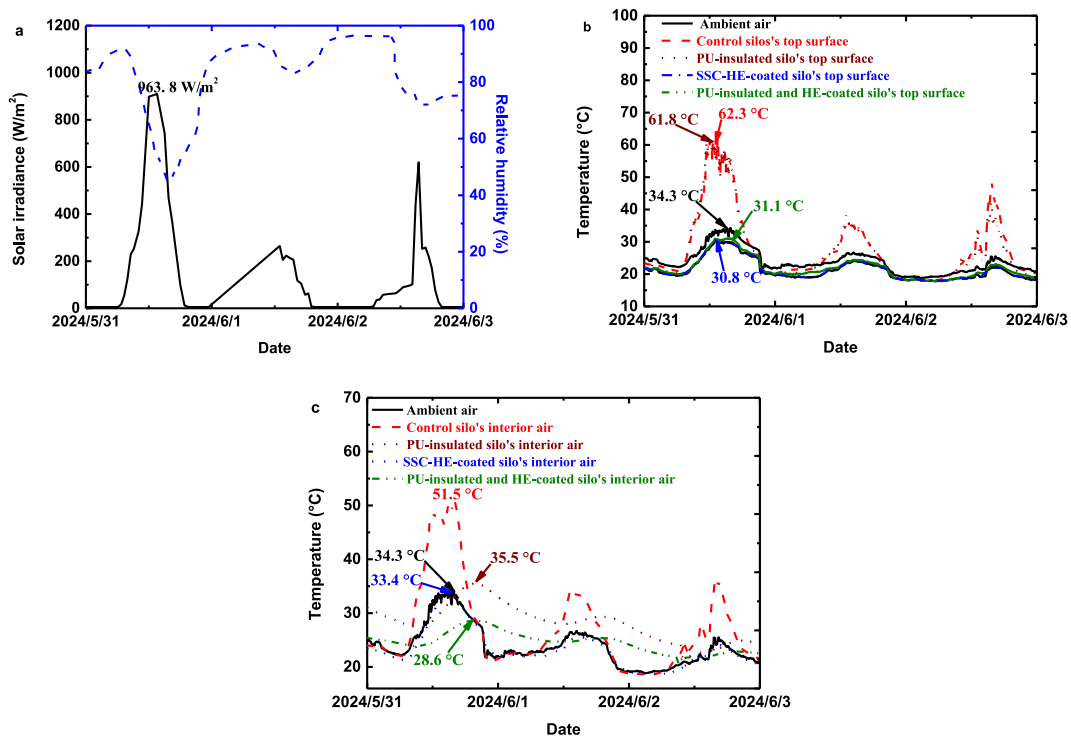 a
963. 8 W/m²
Solar irradiance (W/m²)
1200
1000
800
600
400
200
0
Relative humidity (%)
100
80
60
40
20
0
2024/5/31
2024/6/1
2024/6/2
2024/6/3
Date
b
Ambient air
Control silos's top surface
PU-insulated silo's top surface
SSC-HE-coated silo's top surface
PU-insulated and HE-coated silo's top surface
61.8 °C
62.3 °C
34.3 °C
31.1 °C
30.8 °C
Temperature (°C)
100
90
80
70
60
50
40
30
20
10
2024/5/31
2024/6/1
2024/6/2
2024/6/3
Date
c
Ambient air
Control silo's interior air
PU-insulated silo's interior air
SSC-HE-coated silo's interior air
PU-insulated and HE-coated silo's interior air
51.5 °C
34.3 °C
33.4 °C
35.5 °C
28.6 °C
Temperature (°C)
70
60
50
40
30
20
2024/5/31
2024/6/1
2024/6/2
2024/6/3
Date